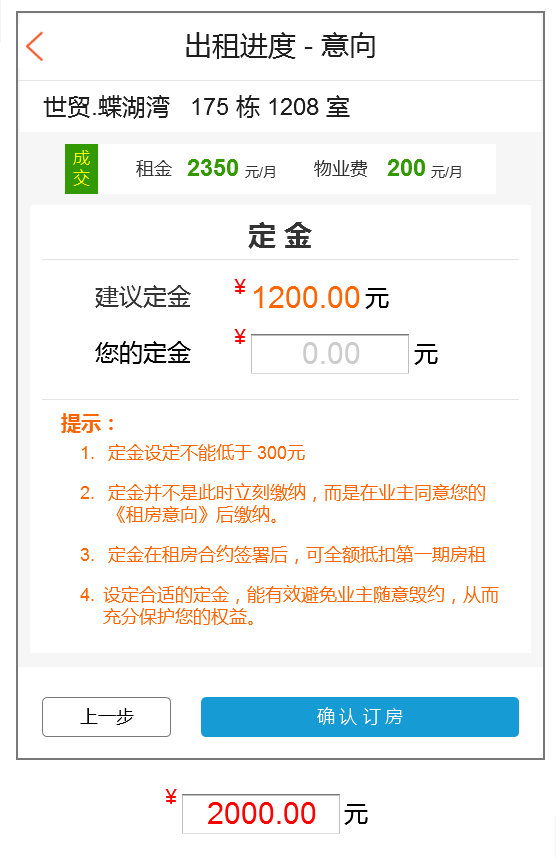 出租进度 - 意向
世贸.蝶湖湾 175 栋 1208 室
成交 租金 2350 元/月 物业费 200 元/月
定 金
建议定金 ¥ 1200.00 元
您的定金 ¥ 0.00 元
提示：
1. 定金设定不能低于 300元
2. 定金并不是此时立刻缴纳，而是在业主同意您的
《租房意向》后缴纳。
3. 定金在租房合约签署后，可全额抵扣第一期房租
4. 设定合适的定金，能有效避免业主随意毁约，从而
充分保护您的权益。
上一步 确 认 订 房
¥ 2000.00 元